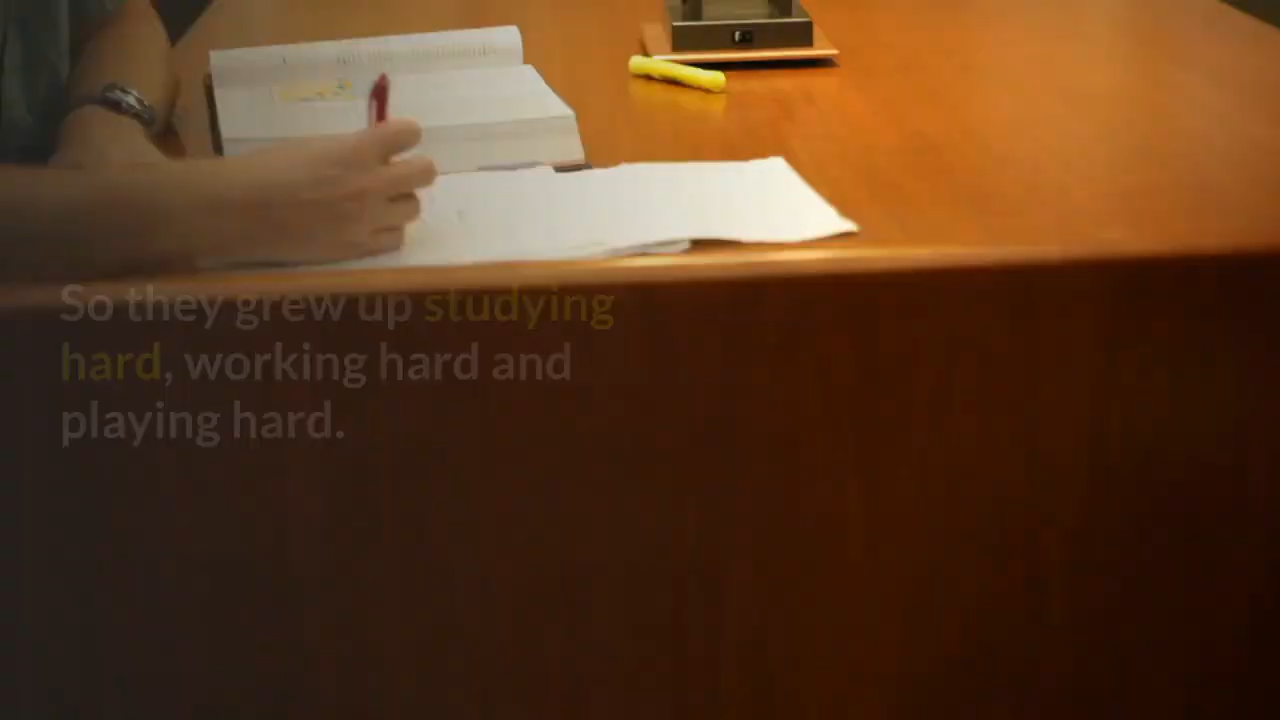 So they grew up studying
hard, working hard and
playing hard.